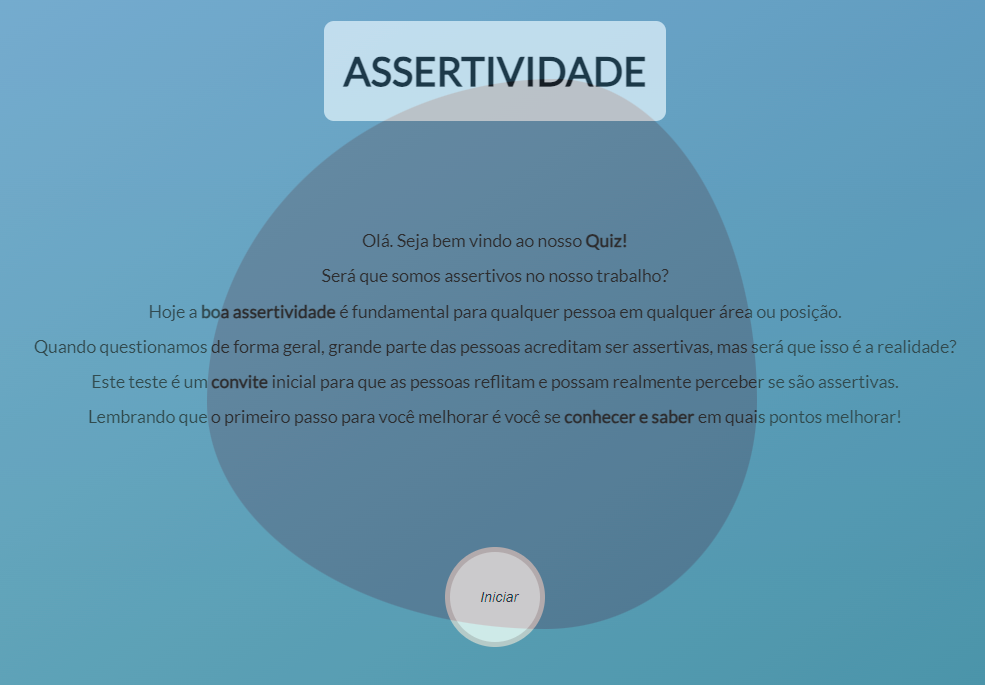 ASSERTIVIDADE
Olá. Seja bem vindo ao nosso Quiz!
Será que somos assertivos no nosso trabalho?
Hoje a boa assertividade é fundamental para qualquer pessoa em qualquer área ou posição.
Quando questionamos de forma geral, grande parte das pessoas acreditam ser assertivas, mas será que isso é a realidade?
Este teste é um convite inicial para que as pessoas reflitam e possam realmente perceber se são assertivas.
Lembrando que o primeiro passo para você melhorar é você se conhecer e saber em quais pontos melhorar!
Iniciar